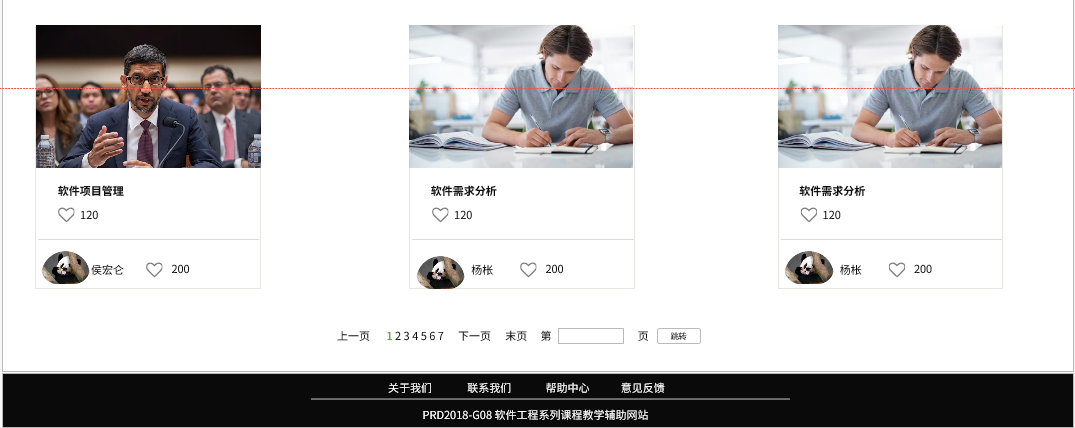 软件项目管理 软件需求分析 软件需求分析
120 120 120
侯宏仑 200 杨枨 200 杨枨 200
上一页 1 2 3 4 5 6 7 下一页 末页 第 页 跳转
关于我们 联系我们 帮助中心 意见反馈
PRD2018-G08 软件工程系列课程教学辅助网站